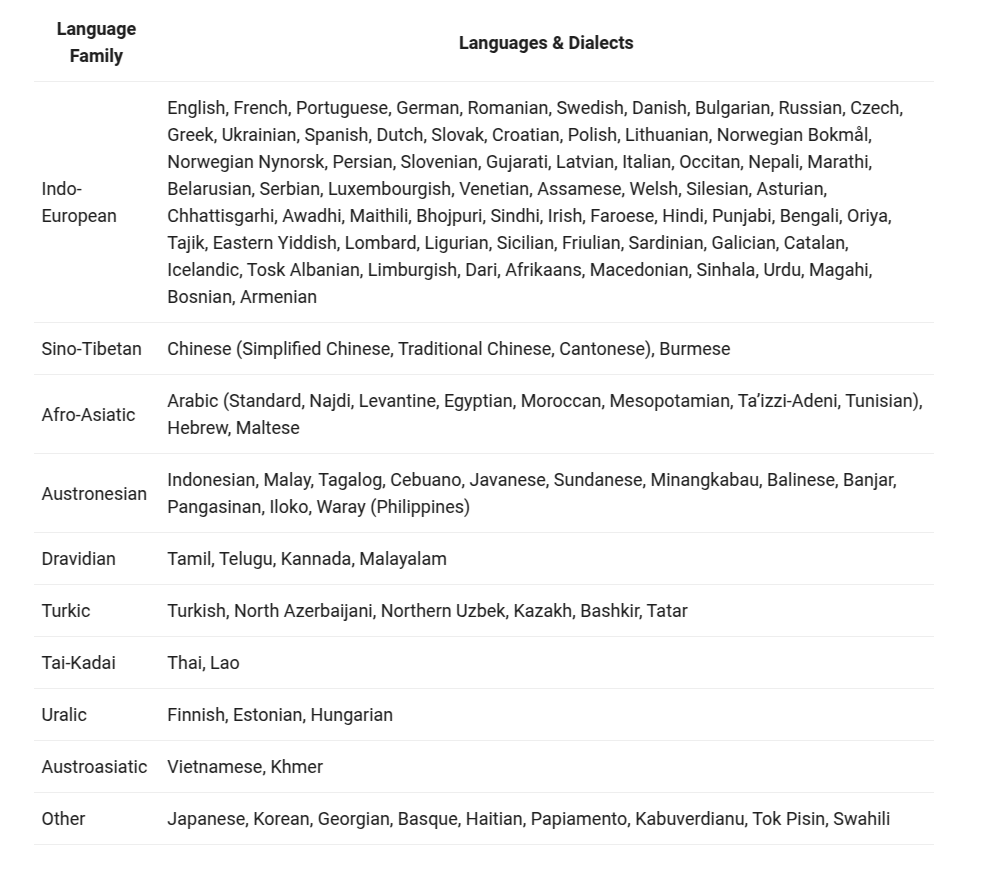 Language
Family
Languages & Dialects
Indo-
European
English, French, Portuguese, German, Romanian, Swedish, Danish, Bulgarian, Russian, Czech,
Greek, Ukrainian, Spanish, Dutch, Slovak, Croatian, Polish, Lithuanian, Norwegian Bokmål,
Norwegian Nynorsk, Persian, Slovenian, Gujarati, Latvian, Italian, Occitan, Nepali, Marathi,
Belarusian, Serbian, Luxembourgish, Venetian, Assamese, Welsh, Silesian, Asturian,
Chhattisgarhi, Awadhi, Maithili, Bhojpuri, Sindhi, Irish, Faroese, Hindi, Punjabi, Bengali, Oriya,
Tajik, Eastern Yiddish, Lombard, Ligurian, Sicilian, Friulian, Sardinian, Galician, Catalan,
Icelandic, Tosk Albanian, Limburgish, Dari, Afrikaans, Macedonian, Sinhala, Urdu, Magahi,
Bosnian, Armenian
Sino-Tibetan
Chinese (Simplified Chinese, Traditional Chinese, Cantonese), Burmese
Afro-Asiatic
Arabic (Standard, Najdi, Levantine, Egyptian, Moroccan, Mesopotamian, Ta’izzi-Adeni, Tunisian),
Hebrew, Maltese
Austronesian
Indonesian, Malay, Tagalog, Cebuano, Javanese, Sundanese, Minangkabau, Balinese, Banjar,
Pangasinan, Iloko, Waray (Philippines)
Dravidian
Tamil, Telugu, Kannada, Malayalam
Turkic
Turkish, North Azerbaijani, Northern Uzbek, Kazakh, Bashkir, Tatar
Tai-Kadai
Thai, Lao
Uralic
Finnish, Estonian, Hungarian
Austroasiatic
Vietnamese, Khmer
Other
Japanese, Korean, Georgian, Basque, Haitian, Papiamento, Kabuverdianu, Tok Pisin, Swahili